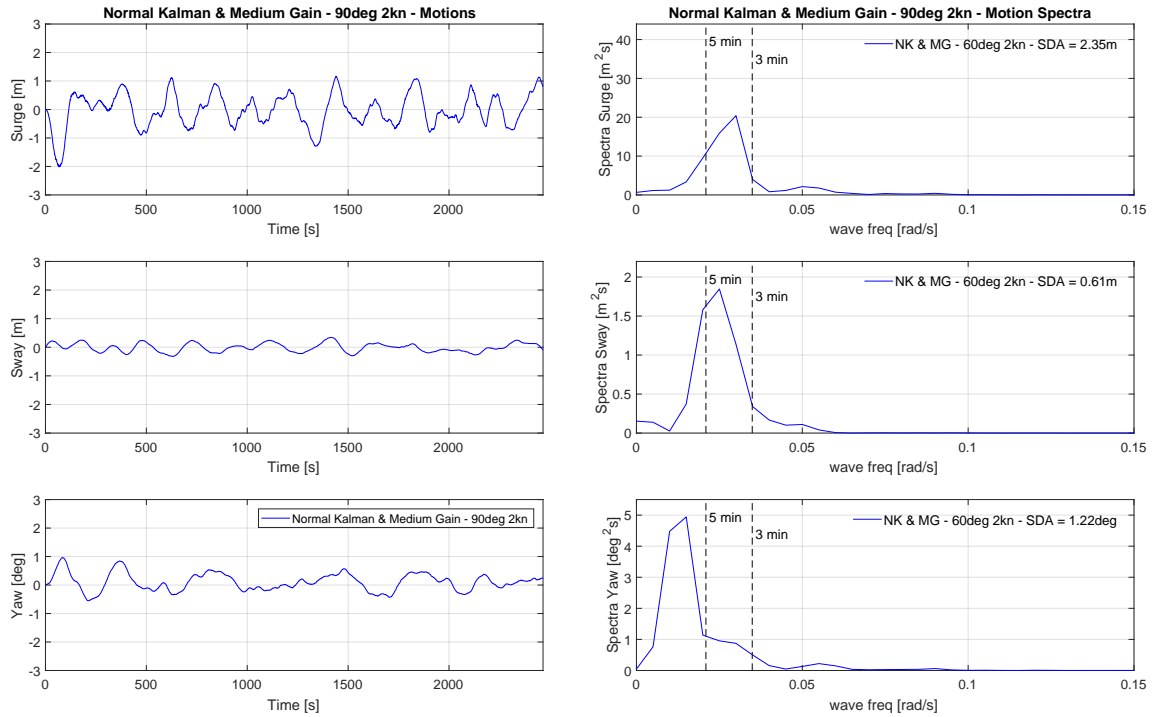 Normal Kalman & Medium Gain - 90deg 2kn - Motions
3
2
1
0
-1
-2
-3
Surge [m]
0 500 1000 1500 2000
Time [s]
Normal Kalman & Medium Gain - 90deg 2kn - Motion Spectra
40
30
20
10
0
Spectra Surge [m²s]
5 min
3 min
NK & MG - 60deg 2kn - SDA = 2.35m
0 0.05 0.1 0.15
wave freq [rad/s]
3
2
1
0
-1
-2
-3
Sway [m]
0 500 1000 1500 2000
Time [s]
2
1.5
1
0.5
0
Spectra Sway [m²s]
5 min
3 min
NK & MG - 60deg 2kn - SDA = 0.61m
0 0.05 0.1 0.15
wave freq [rad/s]
3
2
1
0
-1
-2
-3
Yaw [deg]
Normal Kalman & Medium Gain - 90deg 2kn
0 500 1000 1500 2000
Time [s]
5
4
3
2
1
0
Spectra Yaw [deg²s]
5 min
3 min
NK & MG - 60deg 2kn - SDA = 1.22deg
0 0.05 0.1 0.15
wave freq [rad/s]